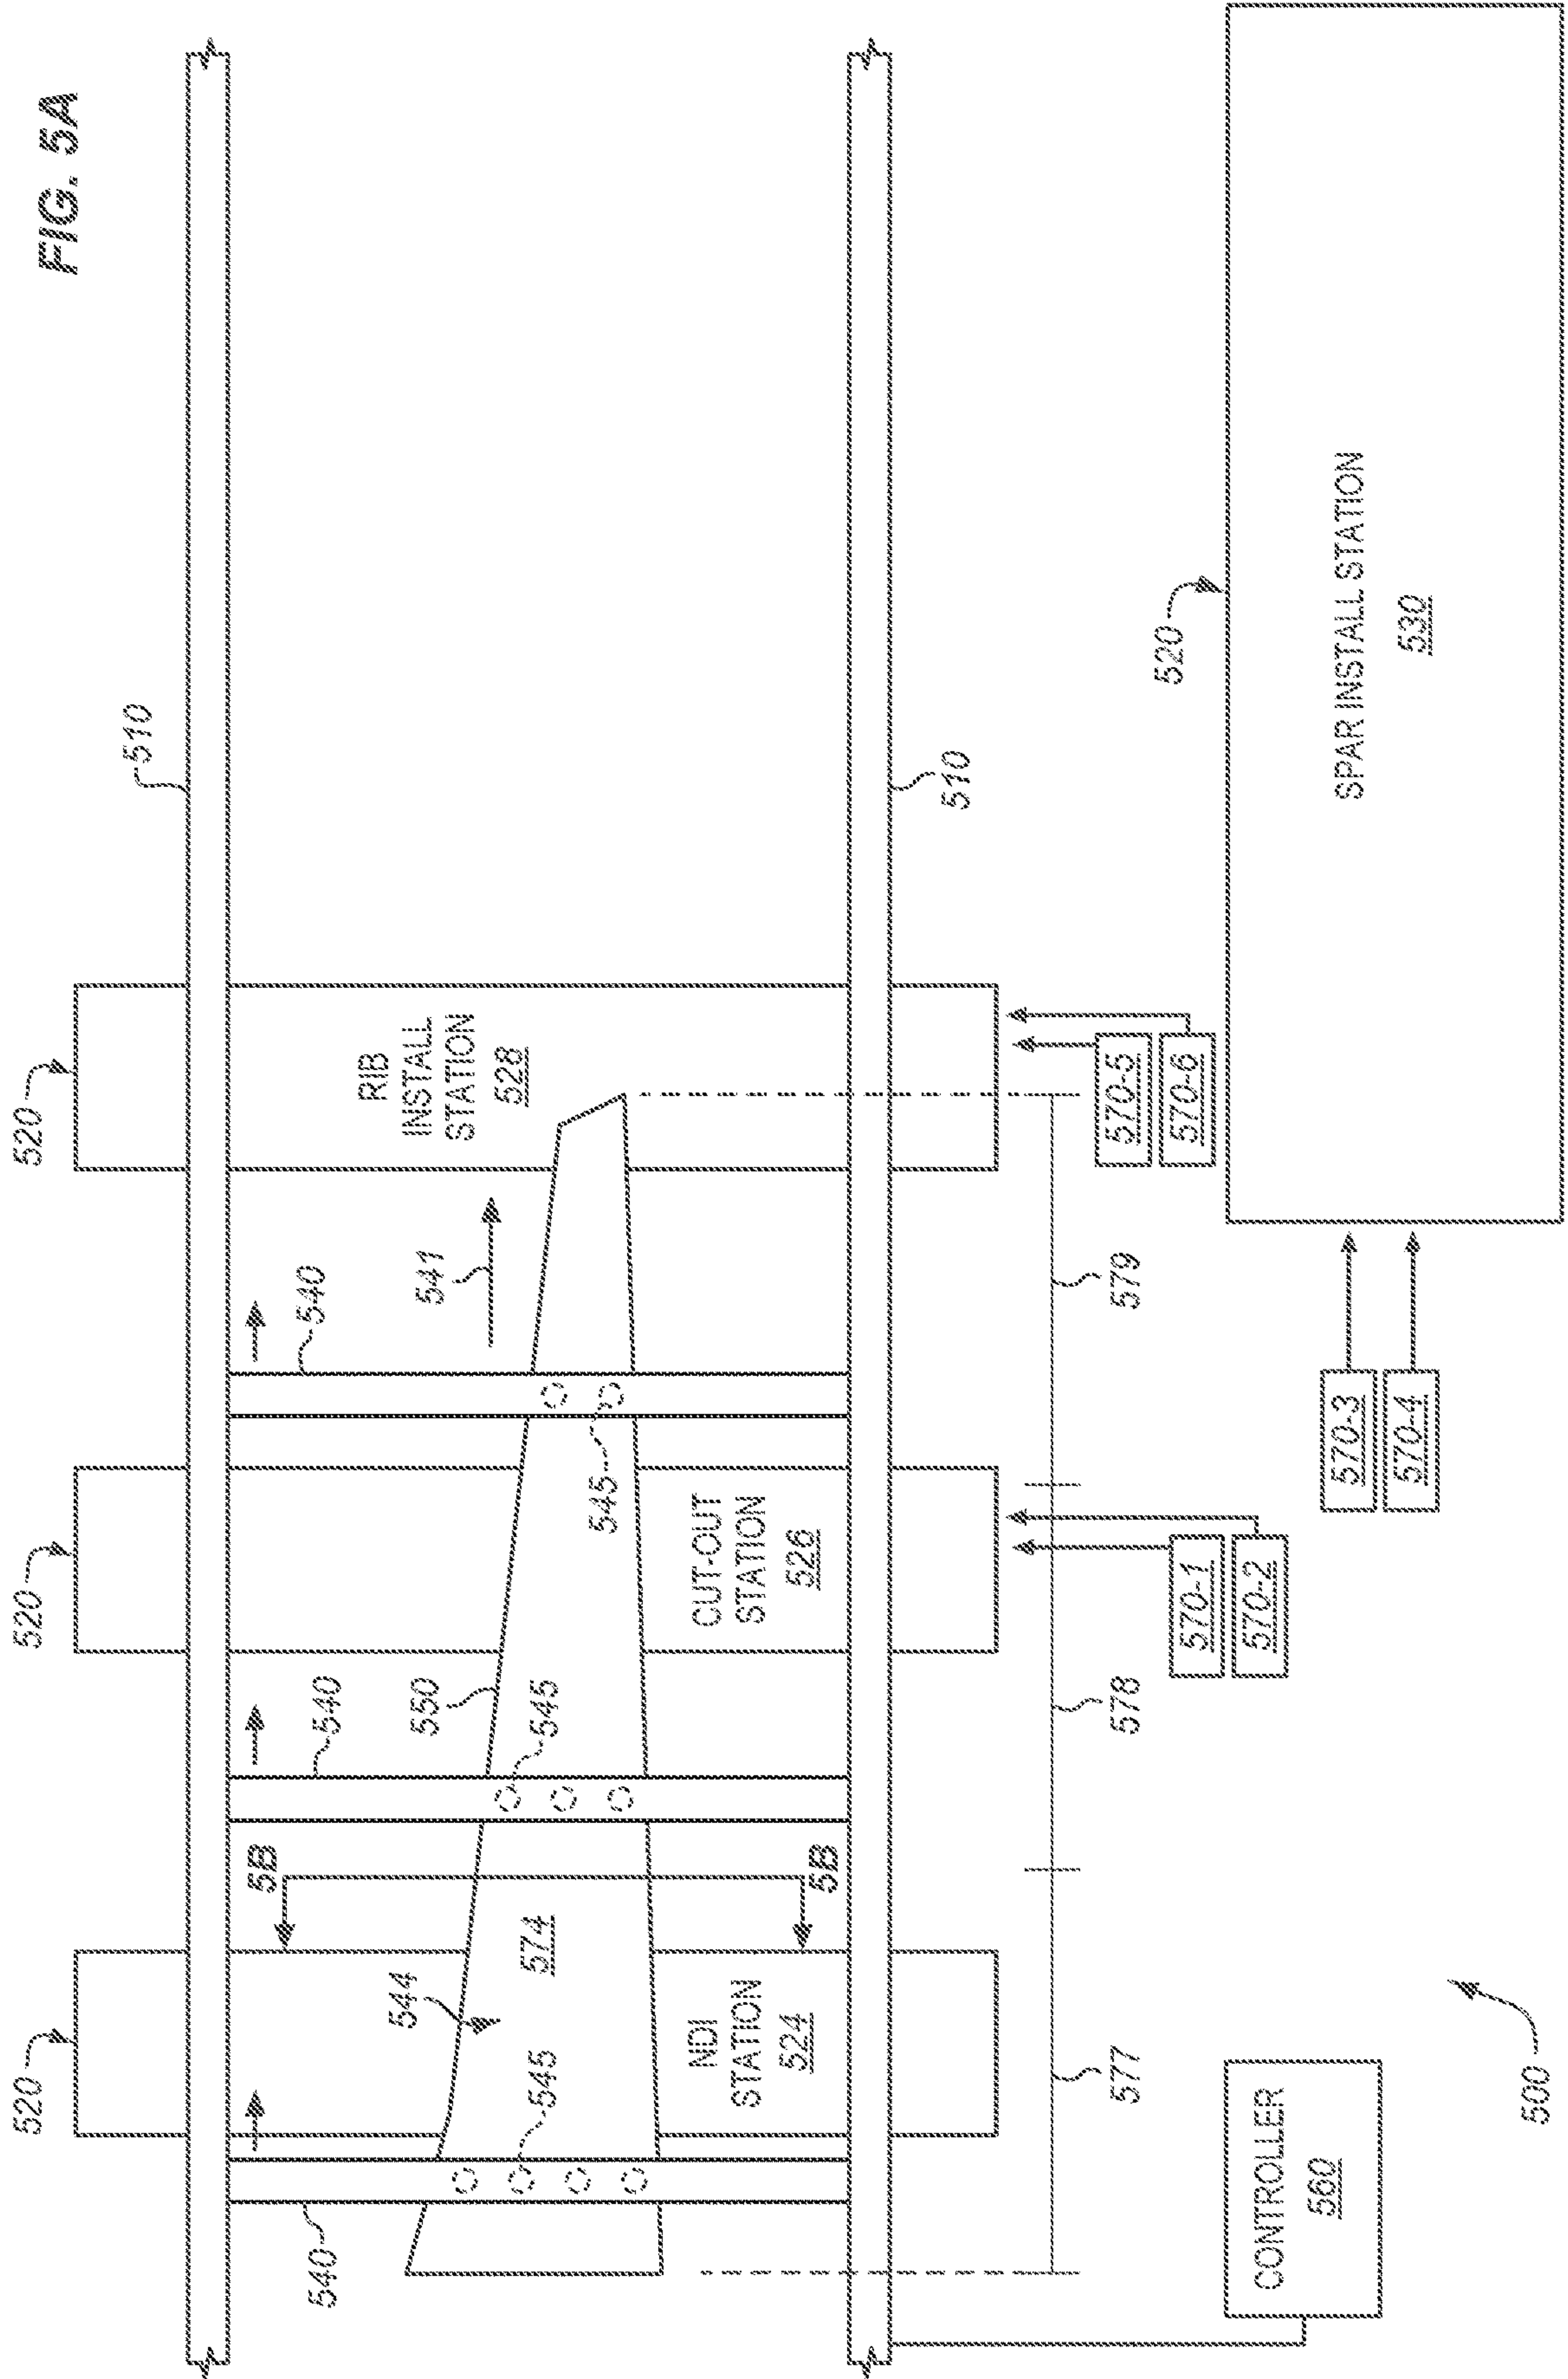 FIG. 5A
520
520
520
510
5B
540
540
540
544
550
541
RIB
INSTALL
STATION
528
545
574
545
545
NDI
STATION
524
CUT-OUT
STATION
526
5B
510
577
578
579
570-5
570-6
520
570-1
570-2
CONTROLLER
560
570-3
570-4
SPAR INSTALL STATION
530
500